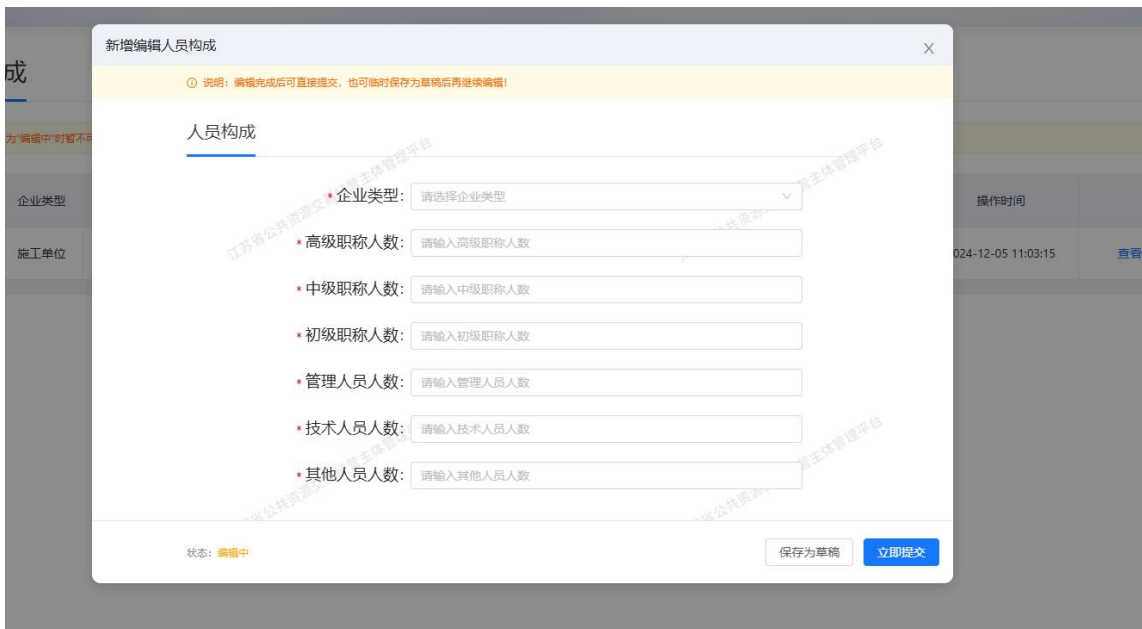 新增编辑人员构成
成
说明：编辑完成后可直接提交，也可临时保存为草稿后再继续编辑！
为“编辑中”时暂不可
人员构成
企业类型
*企业类型：
请选择企业类型
操作时间
*高级职称人数：
请输入高级职称人数
施工单位
024-12-05 11:03:15
查看
*中级职称人数：
请输入中级职称人数
*初级职称人数：
请输入初级职称人数
*管理人员人数：
请输入管理人员人数
*技术人员人数：
请输入技术人员人数
*其他人员人数：
请输入其他人员人数
状态：编辑中
保存为草稿
立即提交